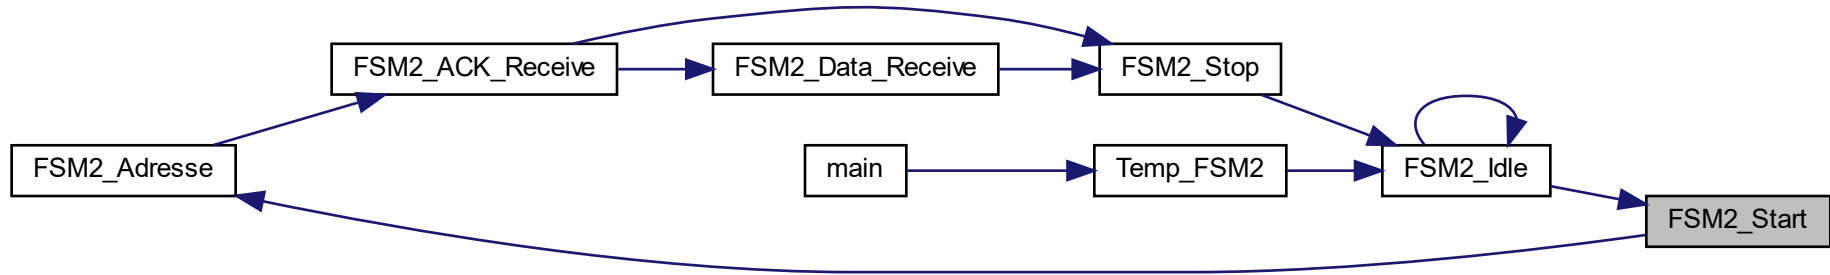 FSM2_ACK_Receive
FSM2_Data_Receive
FSM2_Stop
FSM2_Adresse
main
Temp_FSM2
FSM2_Idle
FSM2_Start